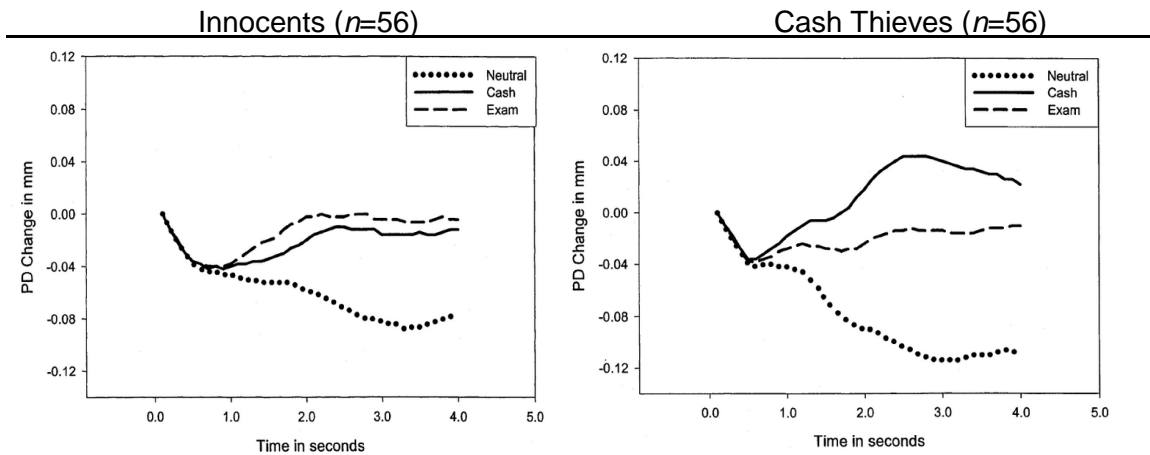 Innocents (n=56)
Cash Thieves (n=56)
0.12
0.08
0.04
0.00
-0.04
-0.08
-0.12
PD Change in mm
Neutral
Cash
Exam
0.0 1.0 2.0 3.0 4.0 5.0
Time in seconds
0.12
0.08
0.04
0.00
-0.04
-0.08
-0.12
PD Change in mm
Neutral
Cash
Exam
0.0 1.0 2.0 3.0 4.0 5.0
Time in seconds